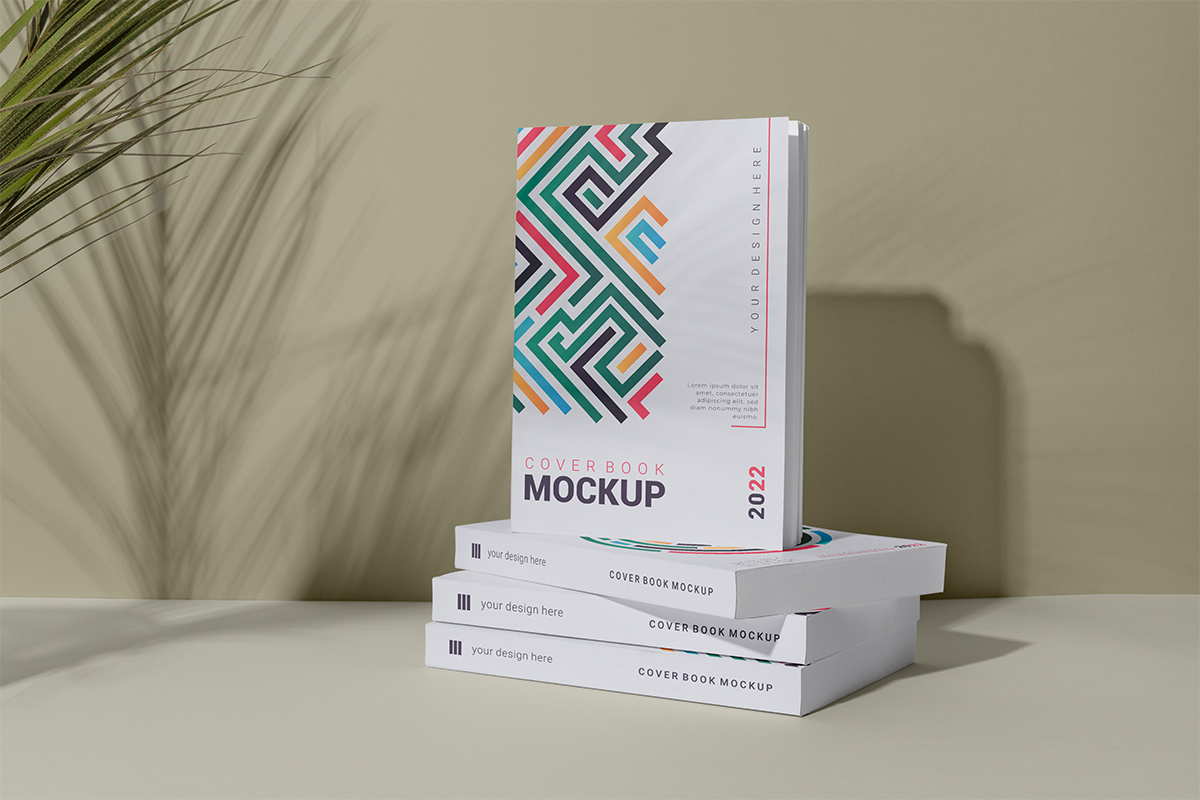 YOUR DESIGN HERE
Lorem ipsum dolor sit
amet, consectetuer
adipiscing elit, sed
diam nonummy nibh
euismo.
COVER BOOK
MOCKUP
2022
2022
your design here
COVER BOOK MOCKUP
your design here
COVER BOOK MOCKUP
your design here
COVER BOOK MOCKUP